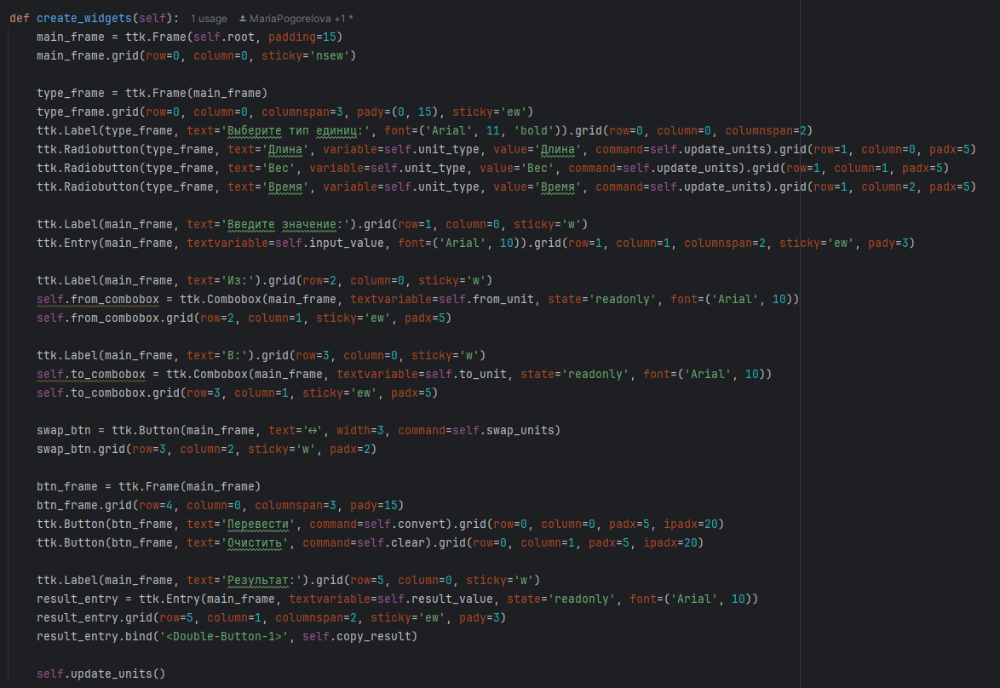 def create_widgets(self): 1 usage MariaPogorelova +1 *
main_frame = ttk.Frame(self.root, padding=15)
main_frame.grid(row=0, column=0, sticky='nsew')
type_frame = ttk.Frame(main_frame)
type_frame.grid(row=0, column=0, columnspan=3, pady=(0, 15), sticky='ew')
ttk.Label(type_frame, text='Выберите тип единиц:', font=('Arial', 11, 'bold')).grid(row=0, column=0, columnspan=2)
ttk.Radiobutton(type_frame, text='Длина', variable=self.unit_type, value='Длина', command=self.update_units).grid(row=1, column=0, padx=5)
ttk.Radiobutton(type_frame, text='Вес', variable=self.unit_type, value='Вес', command=self.update_units).grid(row=1, column=1, padx=5)
ttk.Radiobutton(type_frame, text='Время', variable=self.unit_type, value='Время', command=self.update_units).grid(row=1, column=2, padx=5)
ttk.Label(main_frame, text='Введите значение:').grid(row=1, column=0, sticky='w')
ttk.Entry(main_frame, textvariable=self.input_value, font=('Arial', 10)).grid(row=1, column=1, columnspan=2, sticky='ew', pady=3)
ttk.Label(main_frame, text='Из:').grid(row=2, column=0, sticky='w')
self.from_combobox = ttk.Combobox(main_frame, textvariable=self.from_unit, state='readonly', font=('Arial', 10))
self.from_combobox.grid(row=2, column=1, sticky='ew', padx=5)
ttk.Label(main_frame, text='В:').grid(row=3, column=0, sticky='w')
self.to_combobox = ttk.Combobox(main_frame, textvariable=self.to_unit, state='readonly', font=('Arial', 10))
self.to_combobox.grid(row=3, column=1, sticky='ew', padx=5)
swap_btn = ttk.Button(main_frame, text='↔', width=3, command=self.swap_units)
swap_btn.grid(row=3, column=2, sticky='w', padx=2)
btn_frame = ttk.Frame(main_frame)
btn_frame.grid(row=4, column=0, columnspan=3, pady=15)
ttk.Button(btn_frame, text='Перевести', command=self.convert).grid(row=0, column=0, padx=5, ipadx=20)
ttk.Button(btn_frame, text='Очистить', command=self.clear).grid(row=0, column=1, padx=5, ipadx=20)
ttk.Label(main_frame, text='Результат:').grid(row=5, column=0, sticky='w')
result_entry = ttk.Entry(main_frame, textvariable=self.result_value, state='readonly', font=('Arial', 10))
result_entry.grid(row=5, column=1, columnspan=2, sticky='ew', pady=3)
result_entry.bind('<Double-Button-1>', self.copy_result)
self.update_units()